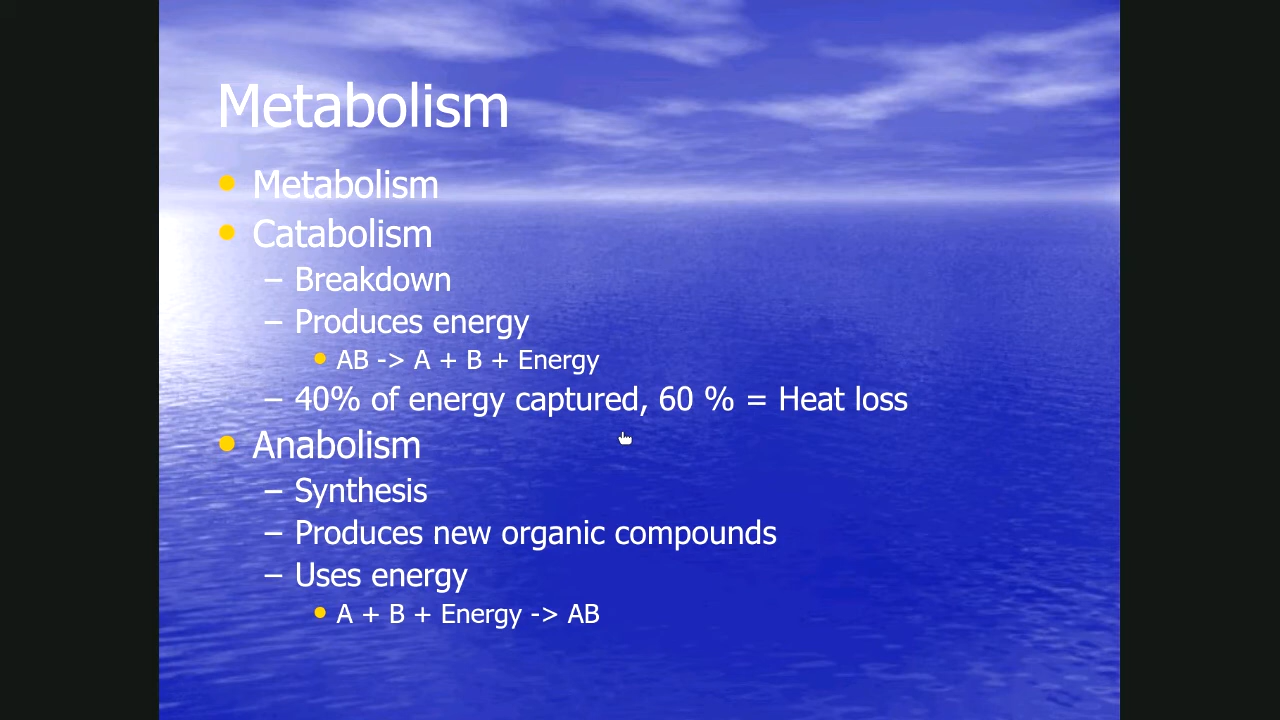 Metabolism
Metabolism
Catabolism
– Breakdown
– Produces energy
AB -> A + B + Energy
– 40% of energy captured, 60 % = Heat loss
Anabolism
– Synthesis
– Produces new organic compounds
– Uses energy
A + B + Energy -> AB